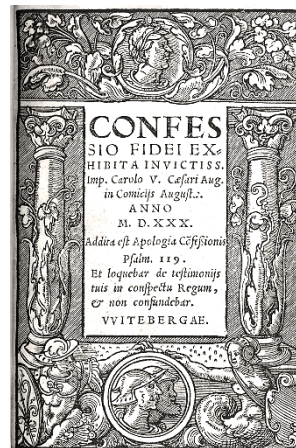 CONFES
SIO FIDEI EX-
HIBITA INVICTISS.
Imp. Carolo V. Cæsari Aug.
in Comicijs August.:.
ANNO
M. D.XXX.
Addita est Apologia Cõfeßionis
Psalm. 119.
Et loquebar de testimonijs
tuis in conspectu Regum,
& non confundebar.
VVITEBERGAE.